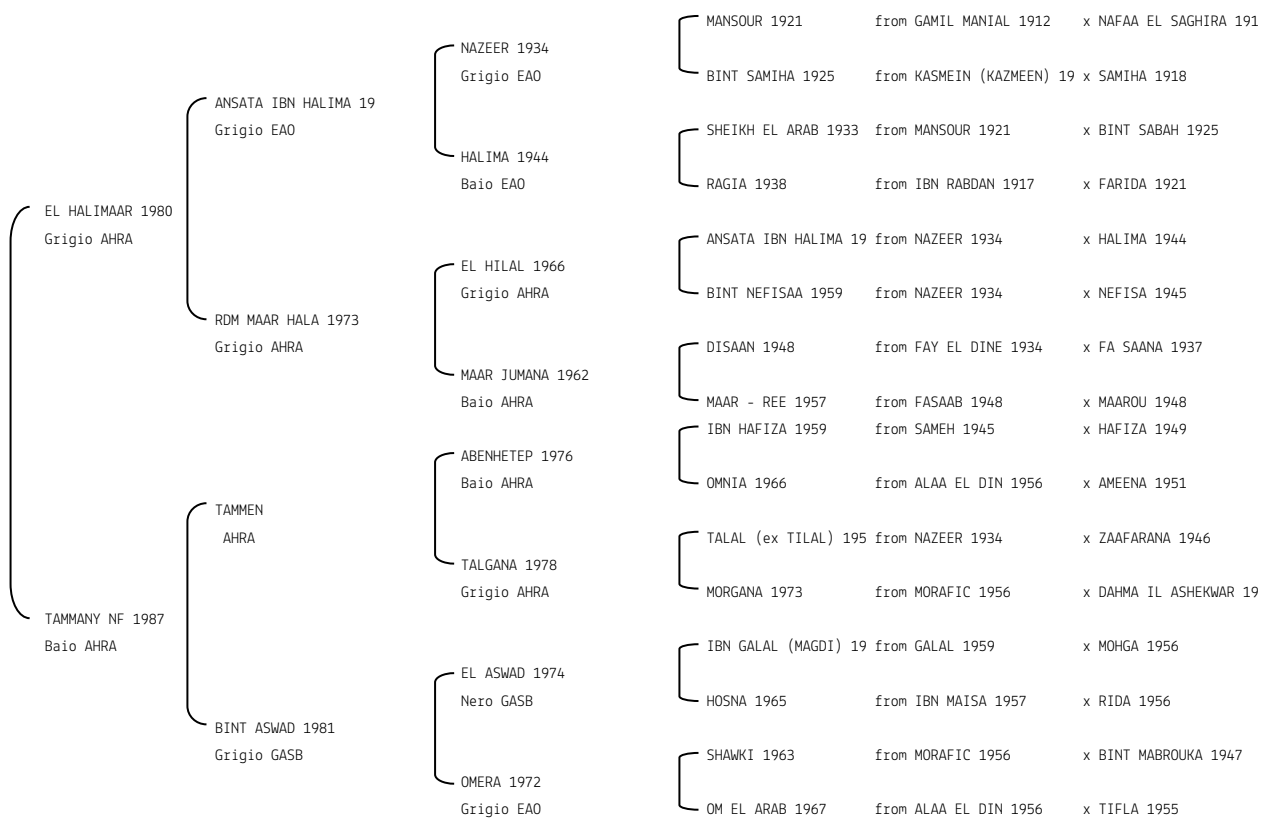 MANSOUR 1921 from GAMIL MANIAL 1912 x NAFAA EL SAGHIRA 191
NAZEER 1934
Grigio EAO
BINT SAMIHA 1925 from KASMEIN (KAZMEEN) 19 x SAMIHA 1918
ANSATA IBN HALIMA 19
Grigio EAO
SHEIKH EL ARAB 1933 from MANSOUR 1921 x BINT SABAH 1925
HALIMA 1944
Baio EAO
RAGIA 1938 from IBN RABDAN 1917 x FARIDA 1921
EL HALIMAAR 1980
Grigio AHRA
ANSATA IBN HALIMA 19 from NAZEER 1934 x HALIMA 1944
EL HILAL 1966
Grigio AHRA
BINT NEFISAA 1959 from NAZEER 1934 x NEFISA 1945
RDM MAAR HALA 1973
Grigio AHRA
DISAAN 1948 from FAY EL DINE 1934 x FA SAANA 1937
MAAR JUMANA 1962
Baio AHRA
MAAR - REE 1957 from FASAAB 1948 x MAAROU 1948
IBN HAFIZA 1959 from SAMEH 1945 x HAFIZA 1949
ABENHETEP 1976
Baio AHRA
OMNIA 1966 from ALAA EL DIN 1956 x AMEENA 1951
TAMMEN
AHRA
TALAL (ex TILAL) 195 from NAZEER 1934 x ZAAFARANA 1946
TALGANA 1978
Grigio AHRA
MORGANA 1973 from MORAFIC 1956 x DAHMA IL ASHEKWAR 19
TAMMANY NF 1987
Baio AHRA
IBN GALAL (MAGDI) 19 from GALAL 1959 x MOHGA 1956
EL ASWAD 1974
Nero GASB
HOSNA 1965 from IBN MAISA 1957 x RIDA 1956
BINT ASWAD 1981
Grigio GASB
SHAWKI 1963 from MORAFIC 1956 x BINT MABROUKA 1947
OMERA 1972
Grigio EAO
OM EL ARAB 1967 from ALAA EL DIN 1956 x TIFLA 1955